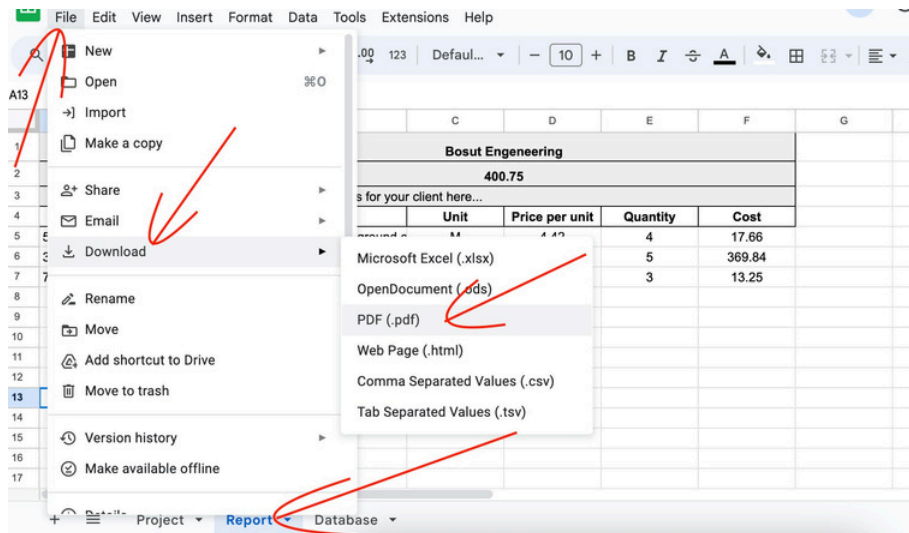 File Edit View Insert Format Data Tools Extensions Help
.00 123 Defaul... − 10 + B I A
A13
New
Open ⌘O
Import
Make a copy
Share
Email
Download
Rename
Move
Add shortcut to Drive
Move to trash
Version history
Make available offline
Microsoft Excel (.xlsx)
OpenDocument (.ods)
PDF (.pdf)
Web Page (.html)
Comma Separated Values (.csv)
Tab Separated Values (.tsv)
C D E F G
1 Bosut Engeneering
2 400.75
3 s for your client here...
4 Unit Price per unit Quantity Cost
5 4 17.66
6 5 369.84
7 3 13.25
8
9
10
11
12
13
14
15
16
17
+ Project Report Database